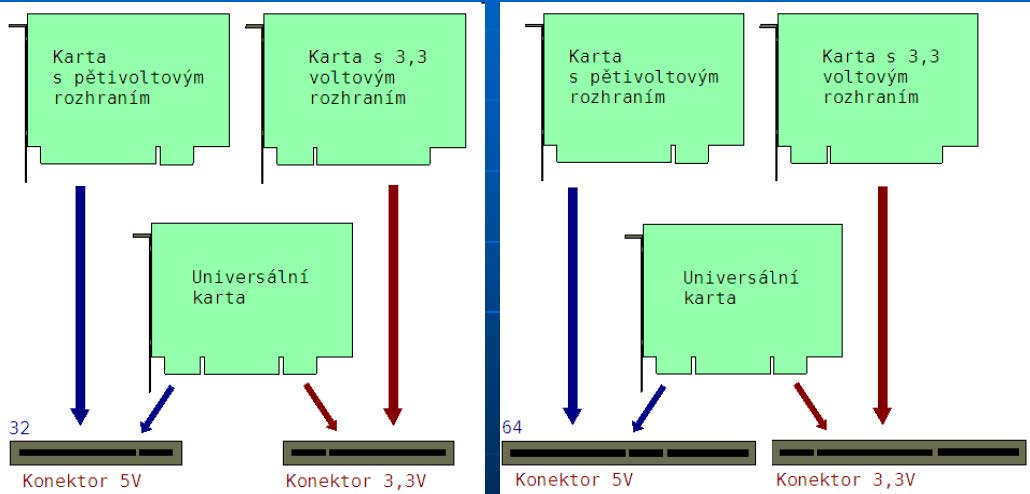 Karta
s pětivoltovým
rozhraním
Karta s 3,3
voltovým
rozhraním
Universální
karta
32
Konektor 5V
Konektor 3,3V
Karta
s pětivoltovým
rozhraním
Karta s 3,3
voltovým
rozhraním
Universální
karta
64
Konektor 5V
Konektor 3,3V